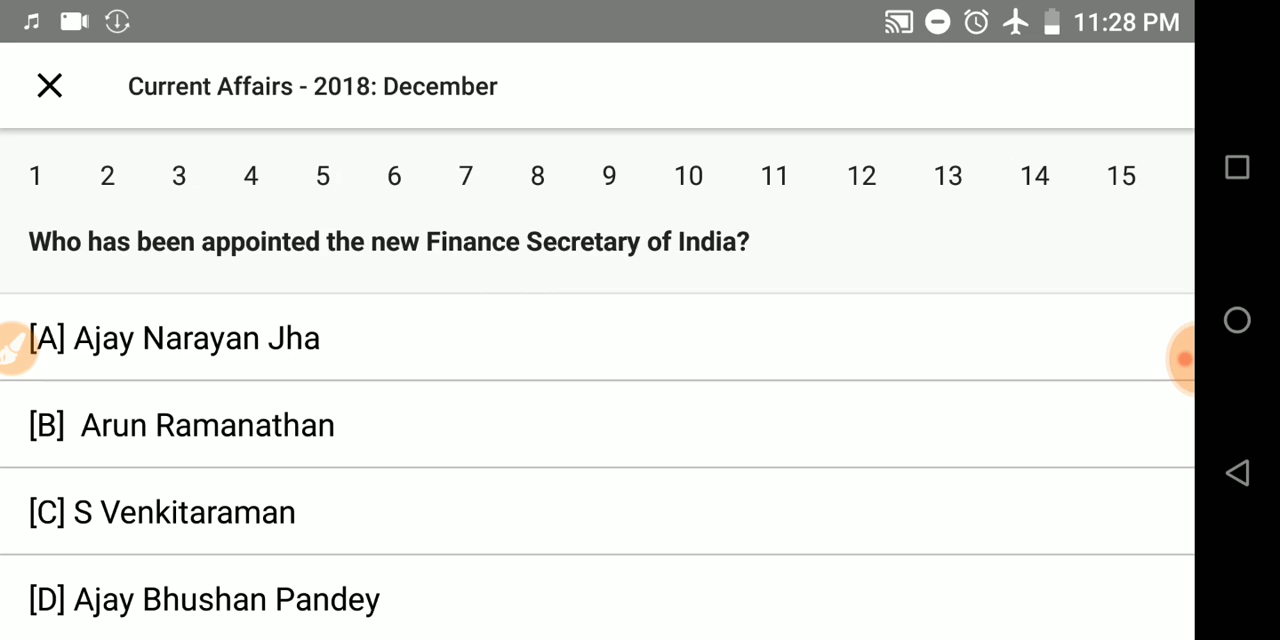 11:28 PM
Current Affairs - 2018: December
1 2 3 4 5 6 7 8 9 10 11 12 13 14 15
Who has been appointed the new Finance Secretary of India?
[A] Ajay Narayan Jha
[B] Arun Ramanathan
[C] S Venkitaraman
[D] Ajay Bhushan Pandey